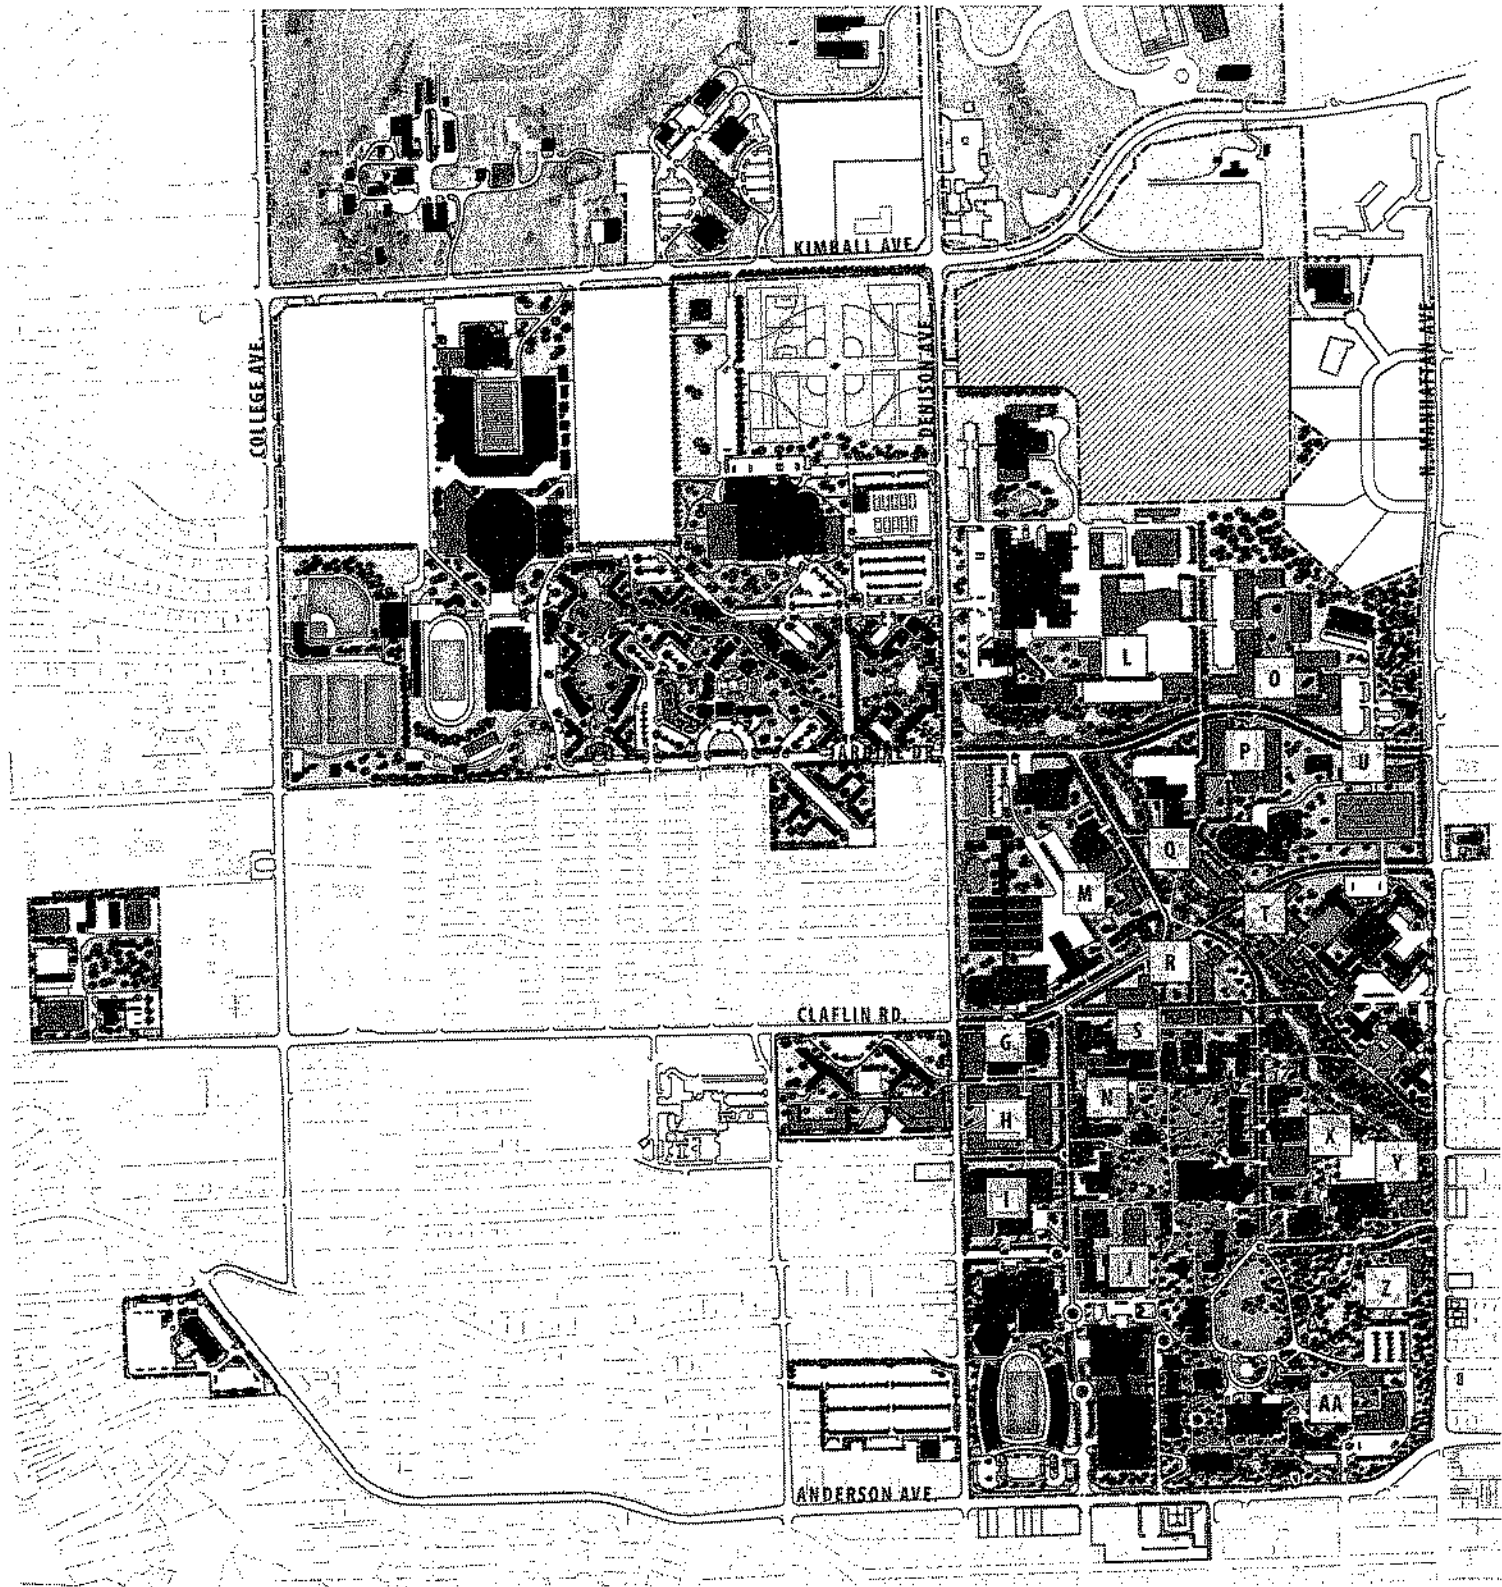 KIMBALL AVE.
COLLEGE AVE.
DENISON AVE.
N. MANHATTAN AVE.
L
O
JARDINE DR.
P
U
Q
M
T
R
CLAFLIN RD.
G
S
N
H
X
Y
I
J
Z
AA
ANDERSON AVE.